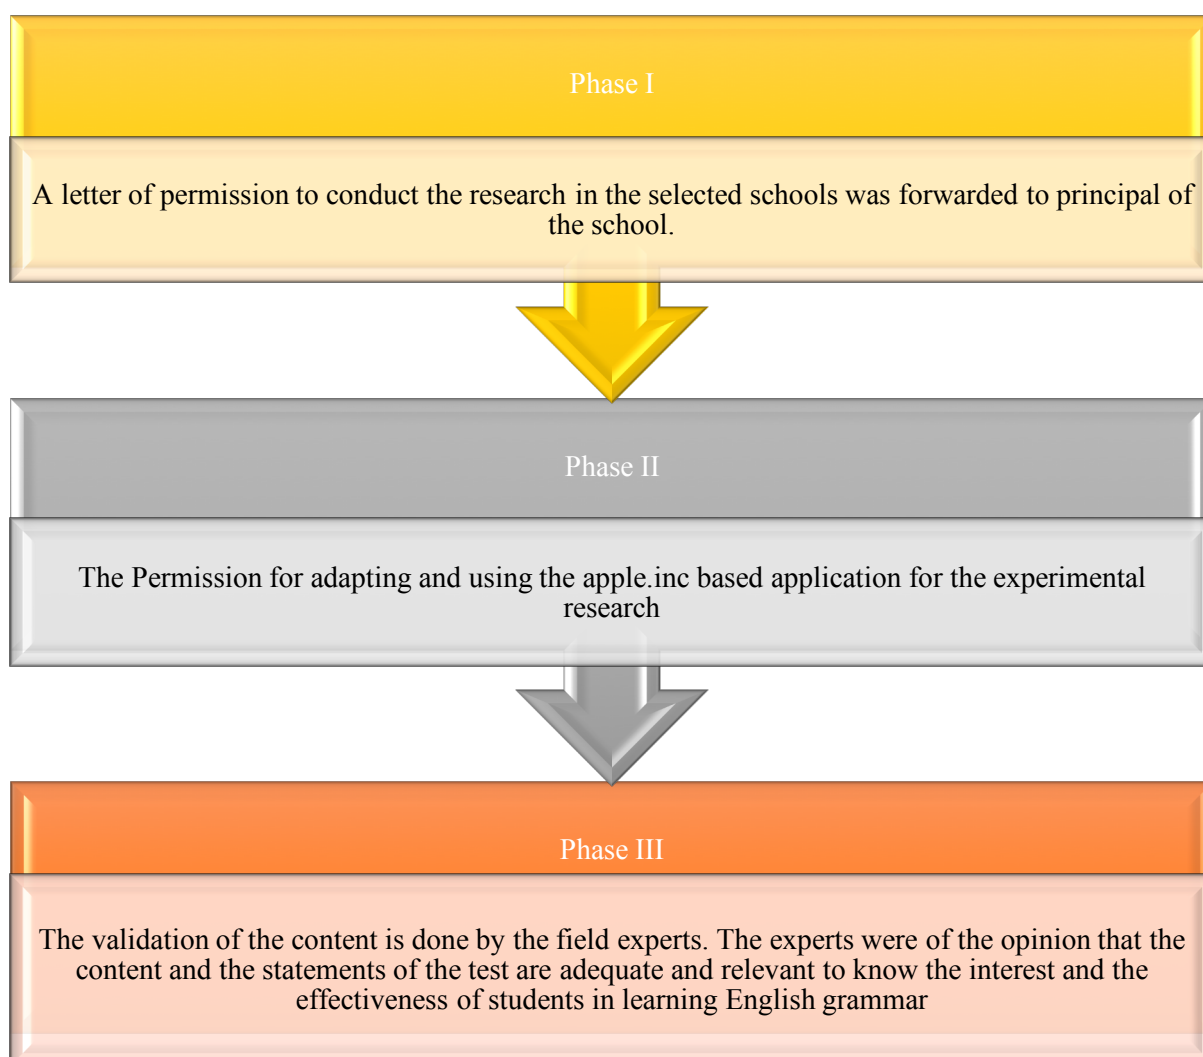 Phase I
A letter of permission to conduct the research in the selected schools was forwarded to principal of
the school.
Phase II
The Permission for adapting and using the apple.inc based application for the experimental
research
Phase III
The validation of the content is done by the field experts. The experts were of the opinion that the
content and the statements of the test are adequate and relevant to know the interest and the
effectiveness of students in learning English grammar